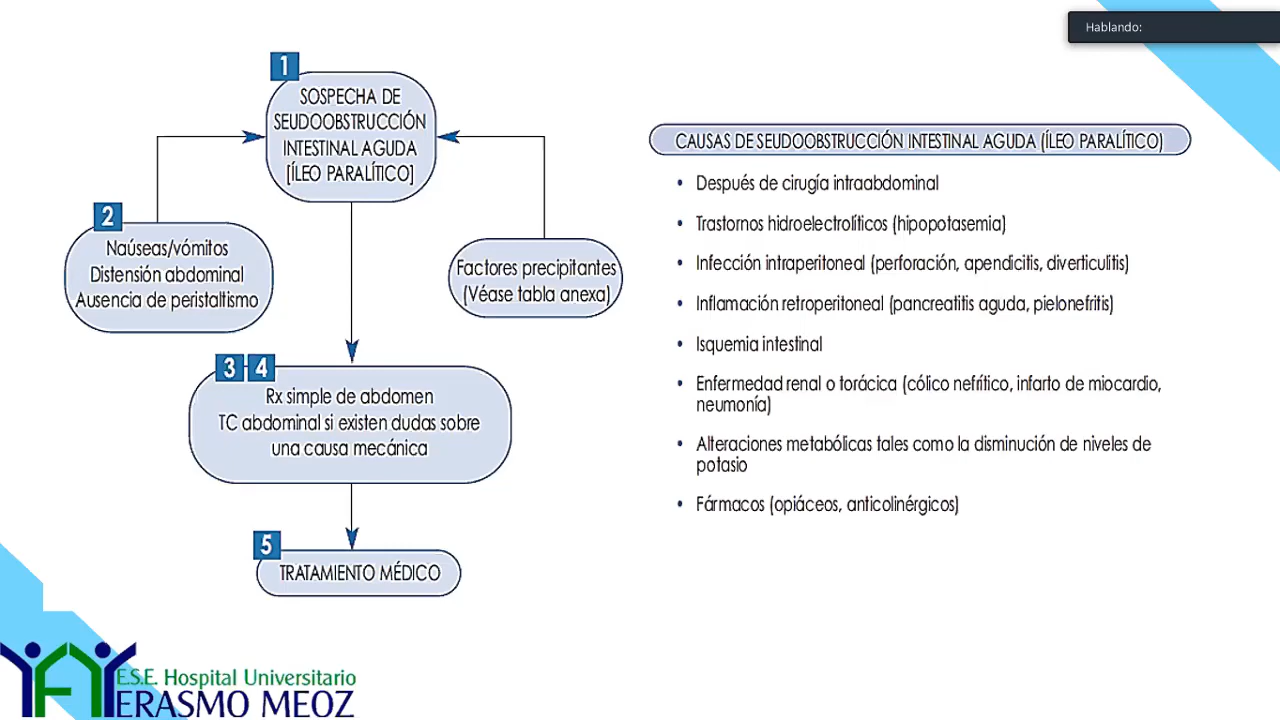 Hablando:
1
SOSPECHA DE
SEUDOOBSTRUCCIÓN
INTESTINAL AGUDA
[ÍLEO PARALÍTICO]
2
Naúseas/vómitos
Distensión abdominal
Ausencia de peristaltismo
Factores precipitantes
(Véase tabla anexa)
3 4
Rx simple de abdomen
TC abdominal si existen dudas sobre
una causa mecánica
5
TRATAMIENTO MÉDICO
CAUSAS DE SEUDOOBSTRUCCIÓN INTESTINAL AGUDA (ÍLEO PARALÍTICO)
• Después de cirugía intraabdominal
• Trastornos hidroelectrolíticos (hipopotasemia)
• Infección intraperitoneal (perforación, apendicitis, diverticulitis)
• Inflamación retroperitoneal (pancreatitis aguda, pielonefritis)
• Isquemia intestinal
• Enfermedad renal o torácica (cólico nefrítico, infarto de miocardio,
neumonía)
• Alteraciones metabólicas tales como la disminución de niveles de
potasio
• Fármacos (opiáceos, anticolinérgicos)
E.S.E. Hospital Universitario
ERASMO MEOZ